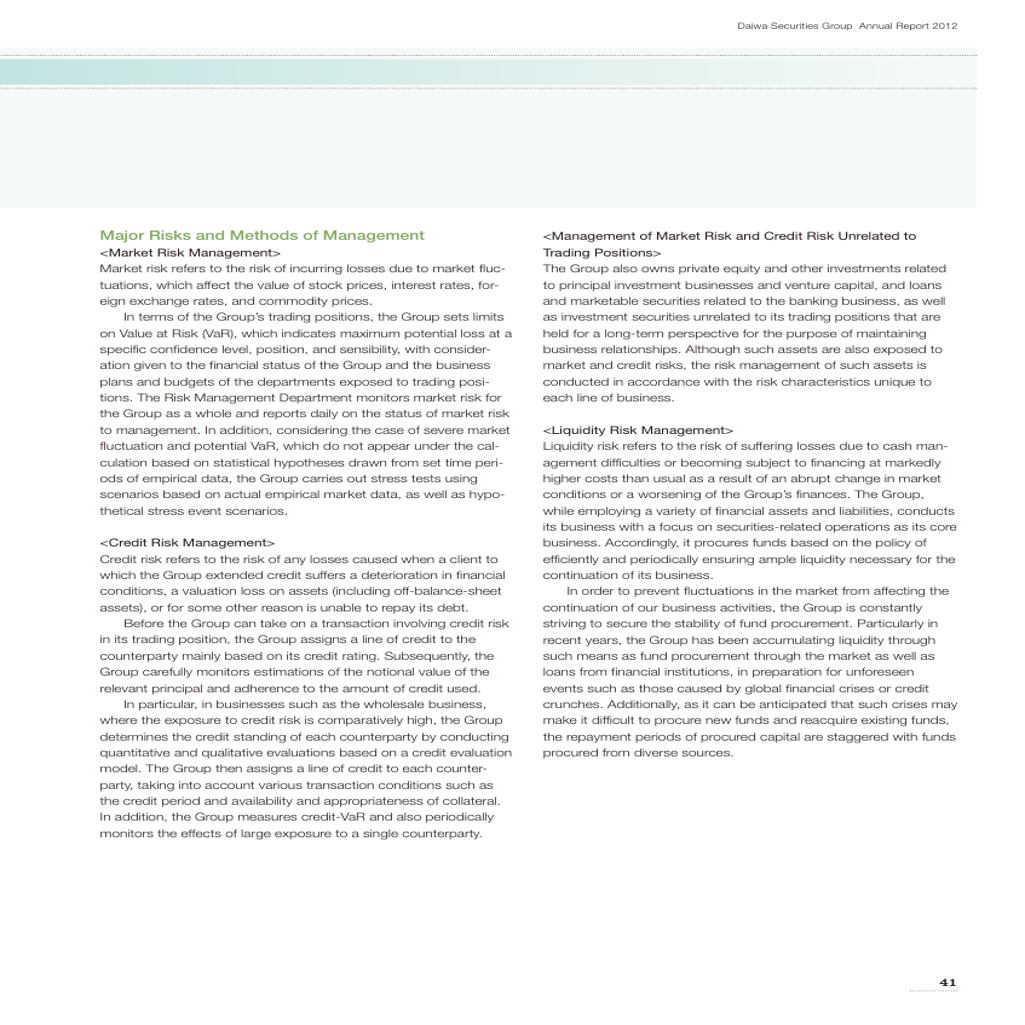 Daiwa Securities Group  Annual Report 2012
Major Risks and Methods of Management
<Market Risk Management>
Market risk refers to the risk of incurring losses due to market fluc-
tuations, which affect the value of stock prices, interest rates, for-
eign exchange rates, and commodity prices.
In terms of the Group's trading positions, the Group sets limits
on Value at Risk (VaR), which indicates maximum potential loss at a
specific confidence level, position, and sensibility, with consider-
ation given to the financial status of the Group and the business
plans and budgets of the departments exposed to trading posi-
tions. The Risk Management Department monitors market risk for
the Group as a whole and reports daily on the status of market risk
to management. In addition, considering the case of severe market
fluctuation and potential VaR, which do not appear under the cal-
culation based on statistical hypotheses drawn from set time peri-
ods of empirical data, the Group carries out stress tests using
scenarios based on actual empirical market data, as well as hypo-
thetical stress event scenarios.
<Credit Risk Management>
Credit risk refers to the risk of any losses caused when a client to
which the Group extended credit suffers a deterioration in financial
conditions, a valuation loss on assets (including off-balance-sheet
assets), or for some other reason is unable to repay its debt.
Before the Group can take on a transaction involving credit risk
in its trading position, the Group assigns a line of credit to the
counterparty mainly based on its credit rating. Subsequently, the
Group carefully monitors estimations of the notional value of the
relevant principal and adherence to the amount of credit used.
In particular, in businesses such as the wholesale business,
where the exposure to credit risk is comparatively high, the Group
determines the credit standing of each counterparty by conducting
quantitative and qualitative evaluations based on a credit evaluation
model. The Group then assigns a line of credit to each counter-
party, taking into account various transaction conditions such as
the credit period and availability and appropriateness of collateral.
In addition, the Group measures credit-VaR and also periodically
monitors the effects of large exposure to a single counterparty.
<Management of Market Risk and Credit Risk Unrelated to
Trading Positions>
The Group also owns private equity and other investments related
to principal investment businesses and venture capital, and loans
and marketable securities related to the banking business, as well
as investment securities unrelated to its trading positions that are
held for a long-term perspective for the purpose of maintaining
business relationships. Although such assets are also exposed to
market and credit risks, the risk management of such assets is
conducted in accordance with the risk characteristics unique to
each line of business.
<Liquidity Risk Management>
Liquidity risk refers to the risk of suffering losses due to cash man-
agement difficulties or becoming subject to financing at markedly
higher costs than usual as a result of an abrupt change in market
conditions or a worsening of the Group's finances. The Group,
while employing a variety of financial assets and liabilities, conducts
its business with a focus on securities-related operations as its core
business. Accordingly, it procures funds based on the policy of
efficiently and periodically ensuring ample liquidity necessary for the
continuation of its business.
In order to prevent fluctuations in the market from affecting the
continuation of our business activities, the Group is constantly
striving to secure the stability of fund procurement. Particularly in
recent years, the Group has been accumulating liquidity through
such means as fund procurement through the market as well as
loans from financial institutions, in preparation for unforeseen
events such as those caused by global financial crises or credit
crunches. Additionally, as it can be anticipated that such crises may
make it difficult to procure new funds and reacquire existing funds,
the repayment periods of procured capital are staggered with funds
procured from diverse sources.
41